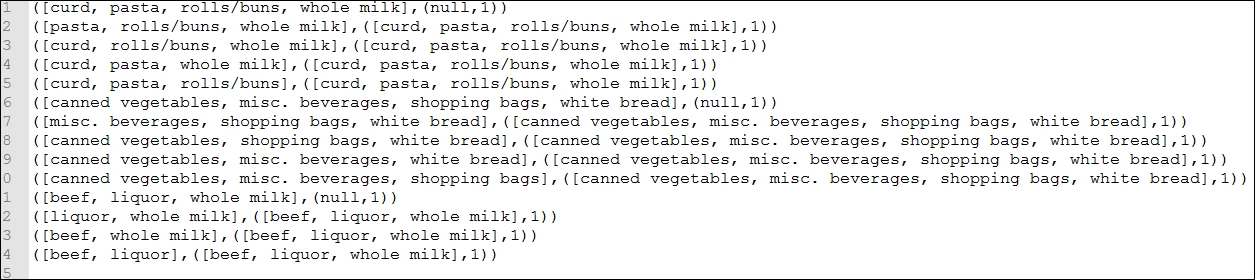 1 ([curd, pasta, rolls/buns, whole milk],(null,1))
2 ([pasta, rolls/buns, whole milk],([curd, pasta, rolls/buns, whole milk],1))
3 ([curd, rolls/buns, whole milk],([curd, pasta, rolls/buns, whole milk],1))
4 ([curd, pasta, whole milk],([curd, pasta, rolls/buns, whole milk],1))
5 ([curd, pasta, rolls/buns],([curd, pasta, rolls/buns, whole milk],1))
6 ([canned vegetables, misc. beverages, shopping bags, white bread],(null,1))
7 ([misc. beverages, shopping bags, white bread],([canned vegetables, misc. beverages, shopping bags, white bread],1))
8 ([canned vegetables, shopping bags, white bread],([canned vegetables, misc. beverages, shopping bags, white bread],1))
9 ([canned vegetables, misc. beverages, white bread],([canned vegetables, misc. beverages, shopping bags, white bread],1))
0 ([canned vegetables, misc. beverages, shopping bags],([canned vegetables, misc. beverages, shopping bags, white bread],1))
1 ([beef, liquor, whole milk],(null,1))
2 ([liquor, whole milk],([beef, liquor, whole milk],1))
3 ([beef, whole milk],([beef, liquor, whole milk],1))
4 ([beef, liquor],([beef, liquor, whole milk],1))
5